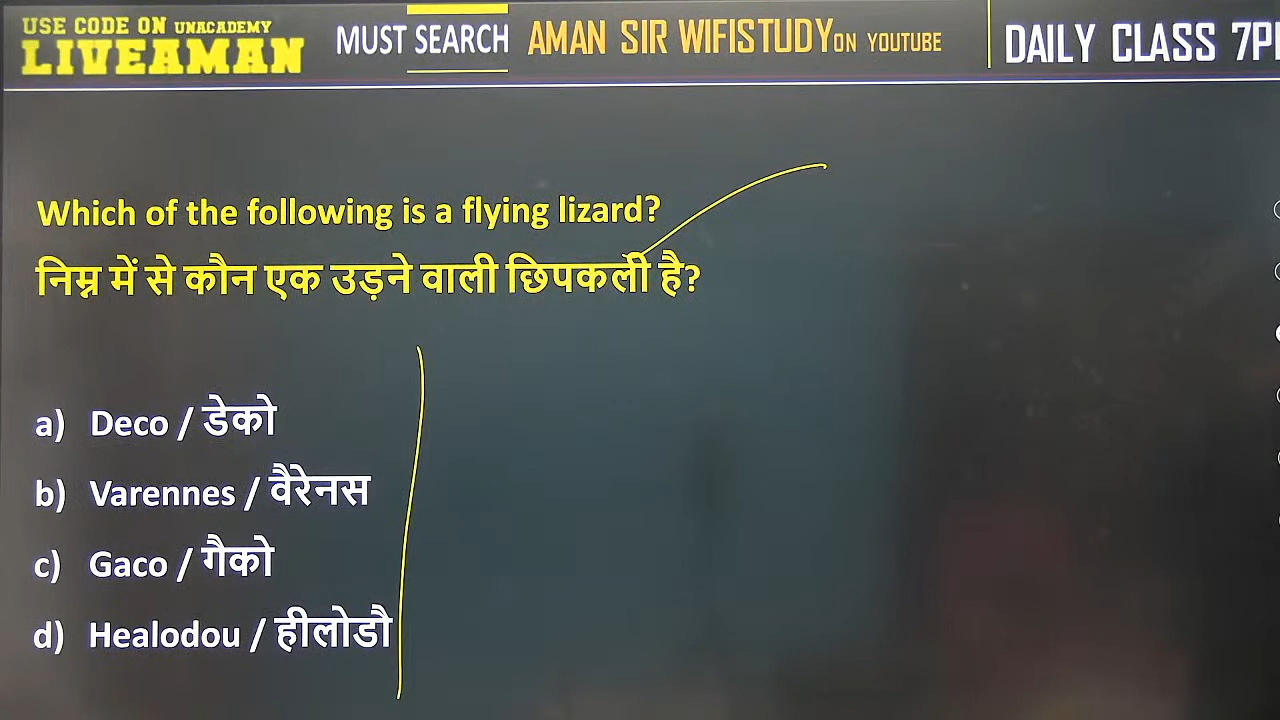 USE CODE ON UNACADEMY
LIVEAMAN
MUST SEARCH AMAN SIR WIFISTUDY ON YOUTUBE
DAILY CLASS 7P
Which of the following is a flying lizard?
निम्न में से कौन एक उड़ने वाली छिपकली है?
a) Deco / डेको
b) Varennes / वैरेनस
c) Gaco / गैको
d) Healodou / हीलोडौ